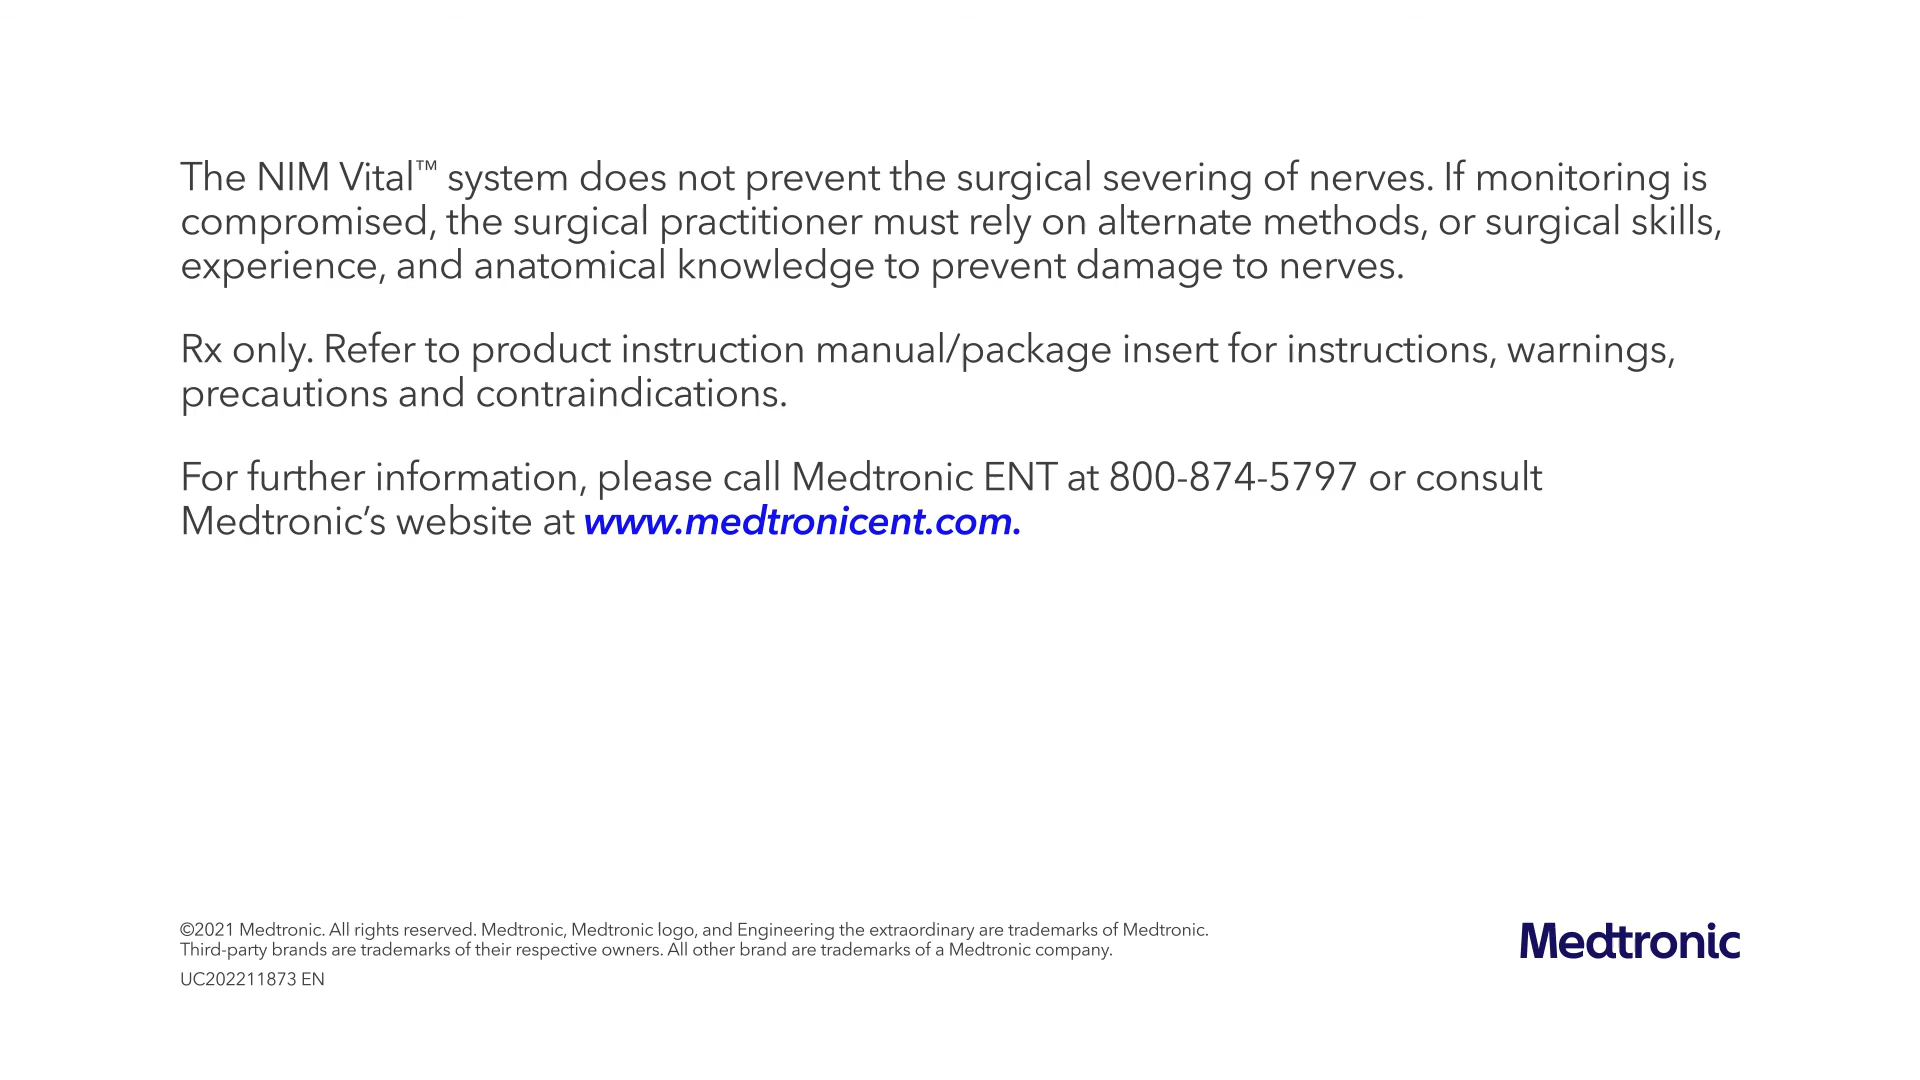 The NIM Vital™ system does not prevent the surgical severing of nerves. If monitoring is
compromised, the surgical practitioner must rely on alternate methods, or surgical skills,
experience, and anatomical knowledge to prevent damage to nerves.
Rx only. Refer to product instruction manual/package insert for instructions, warnings,
precautions and contraindications.
For further information, please call Medtronic ENT at 800-874-5797 or consult
Medtronic’s website at www.medtronicent.com.
©2021 Medtronic. All rights reserved. Medtronic, Medtronic logo, and Engineering the extraordinary are trademarks of Medtronic.
Third-party brands are trademarks of their respective owners. All other brand are trademarks of a Medtronic company.
UC202211873 EN
Medtronic